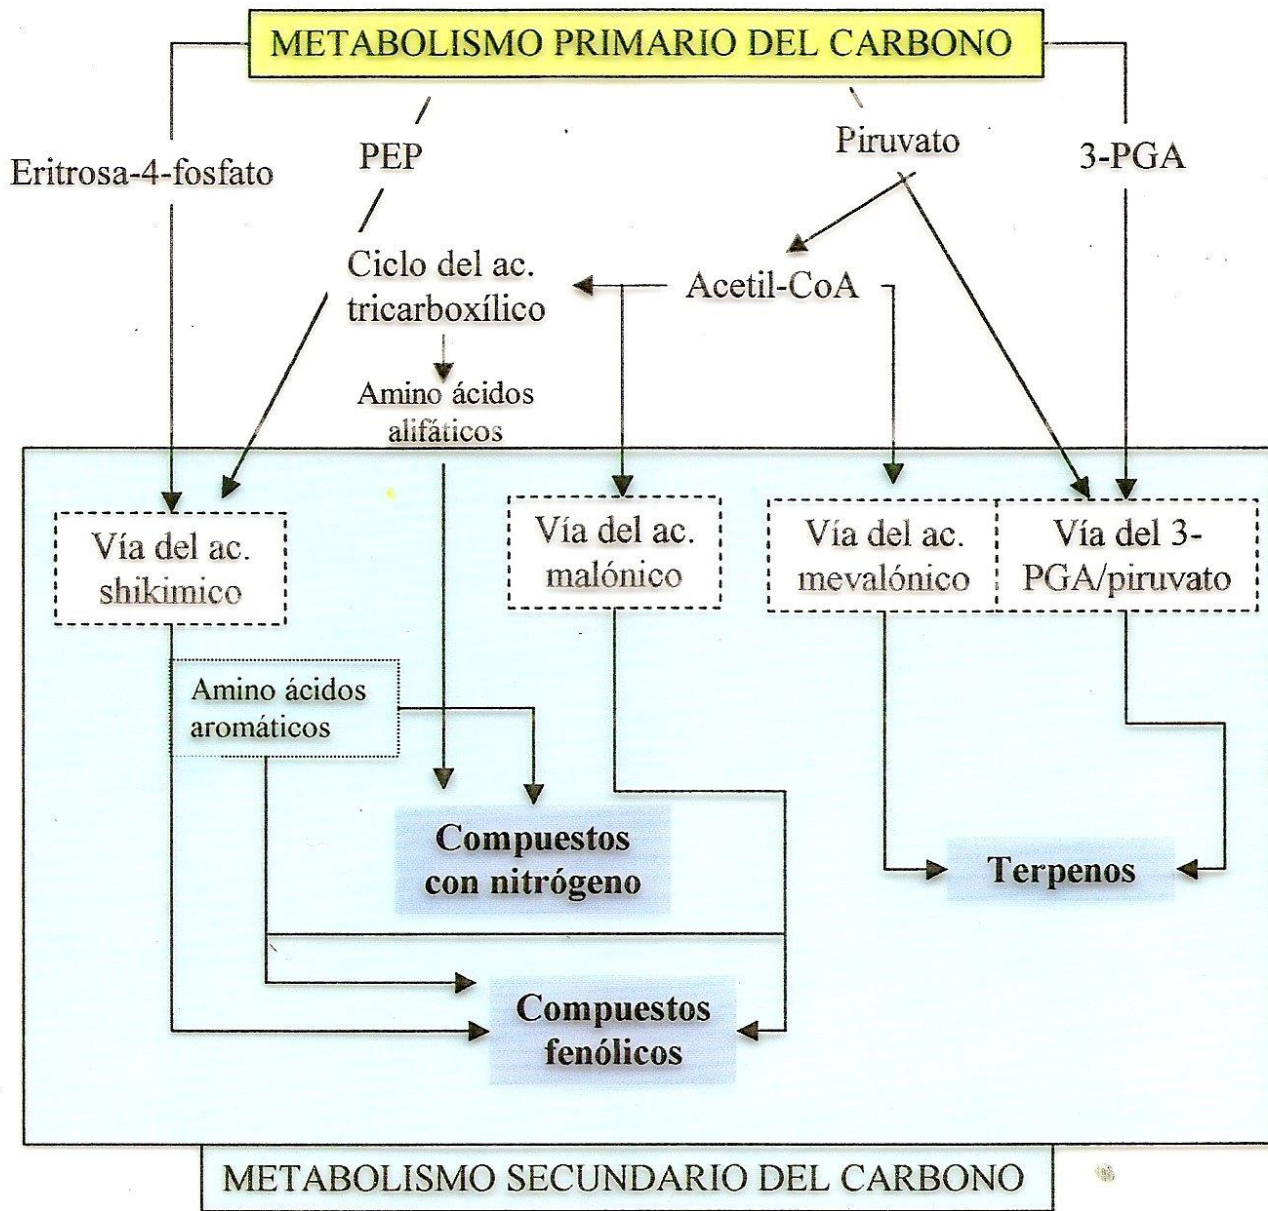 METABOLISMO PRIMARIO DEL CARBONO
Eritrosa-4-fosfato
PEP
Piruvato
3-PGA
Ciclo del ac.
tricarboxílico
Acetil-CoA
Amino ácidos
alifáticos
Vía del ac.
shikimico
Vía del ac.
malónico
Vía del ac.
mevalónico
Vía del 3-
PGA/piruvato
Amino ácidos
aromáticos
Compuestos
con nitrógeno
Terpenos
Compuestos
fenólicos
METABOLISMO SECUNDARIO DEL CARBONO